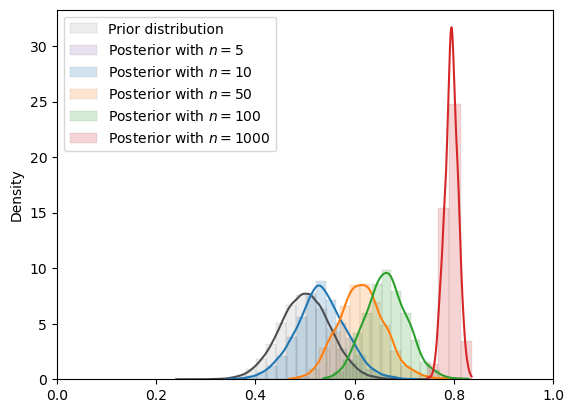 Prior distribution
Posterior with n = 5
Posterior with n = 10
Posterior with n = 50
Posterior with n = 100
Posterior with n = 1000
Density
30
25
20
15
10
5
0
0.0 0.2 0.4 0.6 0.8 1.0